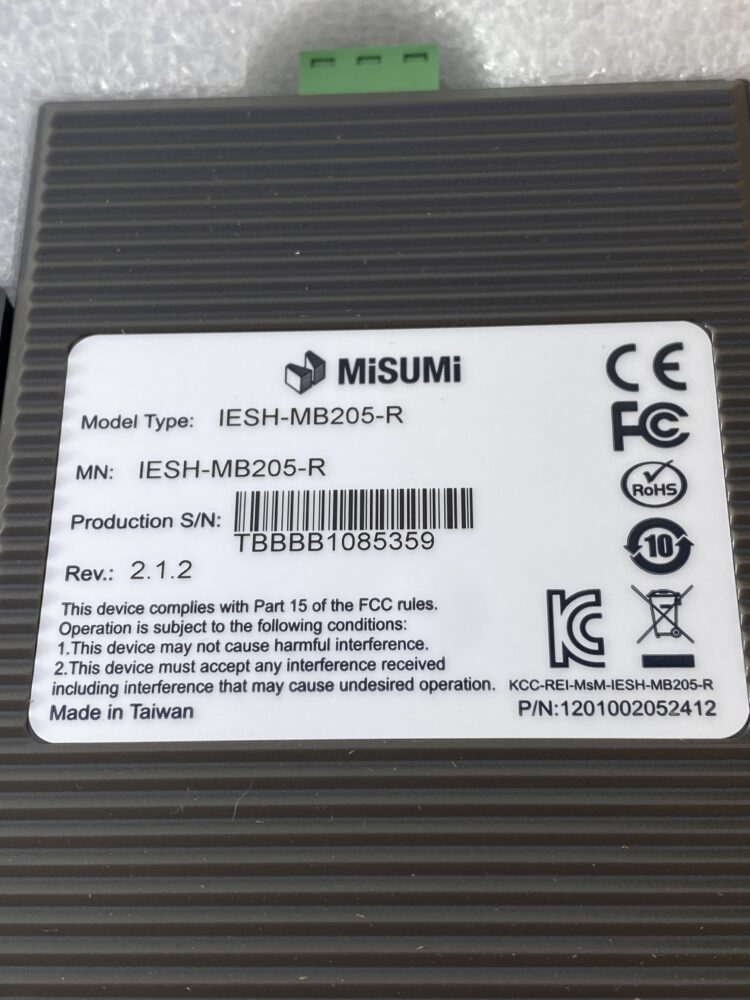 MiSUMi
Model Type: IESH-MB205-R
MN: IESH-MB205-R
Production S/N:
TBBBB1085359
Rev.: 2.1.2
This device complies with Part 15 of the FCC rules.
Operation is subject to the following conditions:
1.This device may not cause harmful interference.
2.This device must accept any interference received
including interference that may cause undesired operation.
Made in Taiwan
CE
FC
RoHS
10
KC
KCC-REI-MsM-IESH-MB205-R
P/N:1201002052412